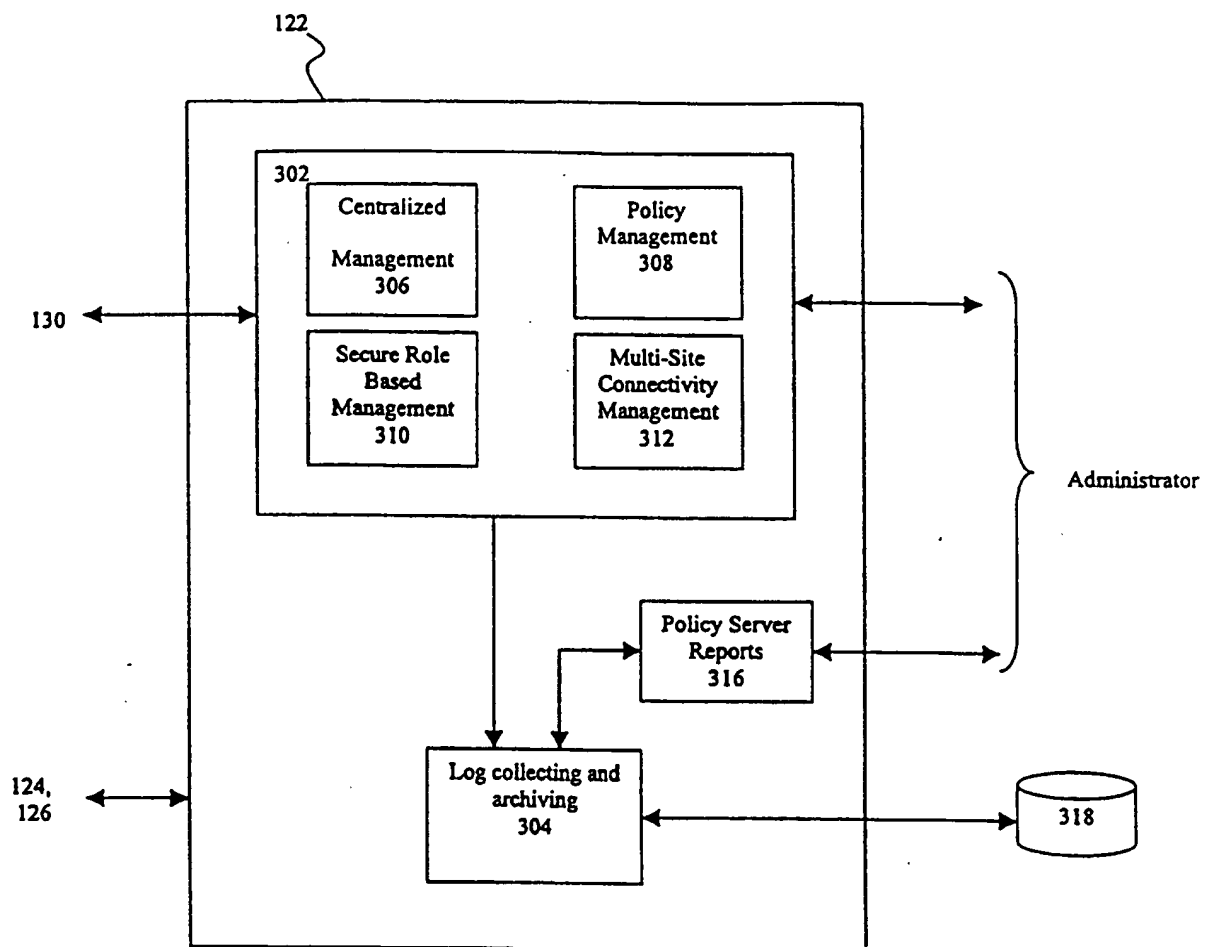 122
302
Centralized
Management
306
Policy
Management
308
130
Secure Role
Based
Management
310
Multi-Site
Connectivity
Management
312
Administrator
Policy Server
Reports
316
124,
126
Log collecting and
archiving
304
318